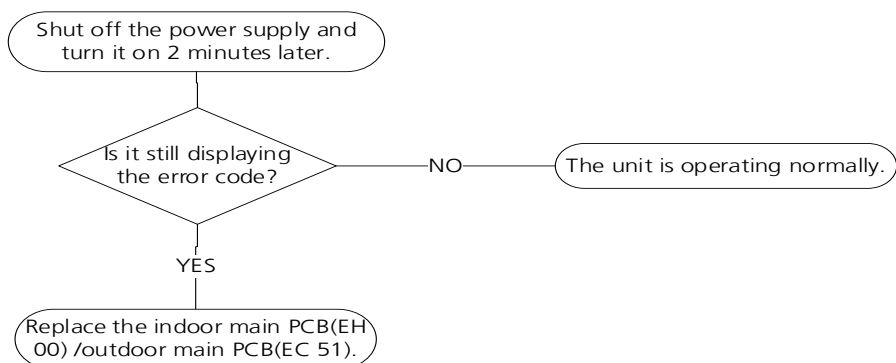 Shut off the power supply and
turn it on 2 minutes later.
Is it still displaying
the error code?
NO
The unit is operating normally.
YES
Replace the indoor main PCB(EH
00) /outdoor main PCB(EC 51).